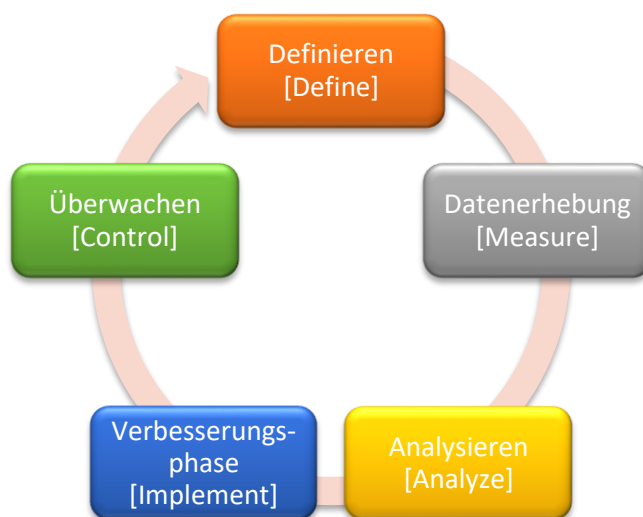 Definieren
[Define]
Datenerhebung
[Measure]
Analysieren
[Analyze]
Verbesserungs-
phase
[Implement]
Überwachen
[Control]